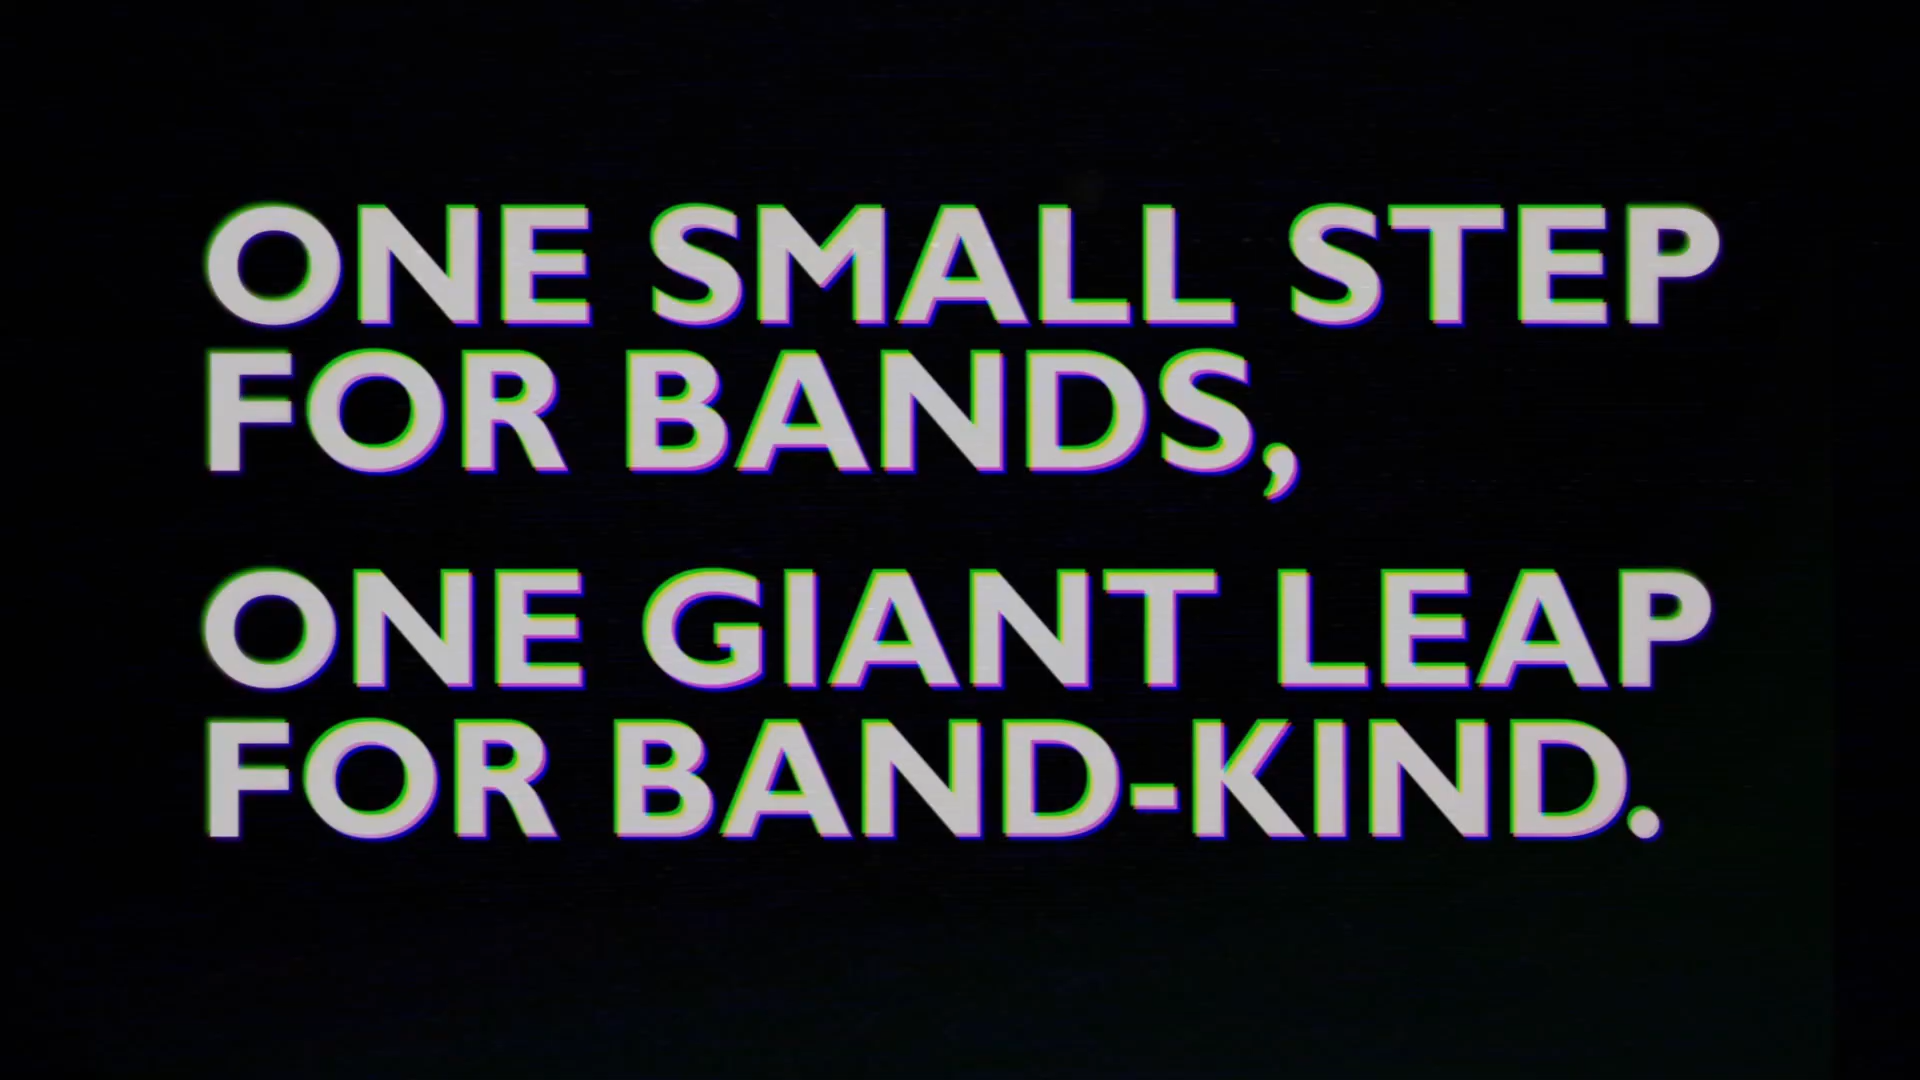 ONE SMALL STEP
FOR BANDS,
ONE GIANT LEAP
FOR BAND-KIND.